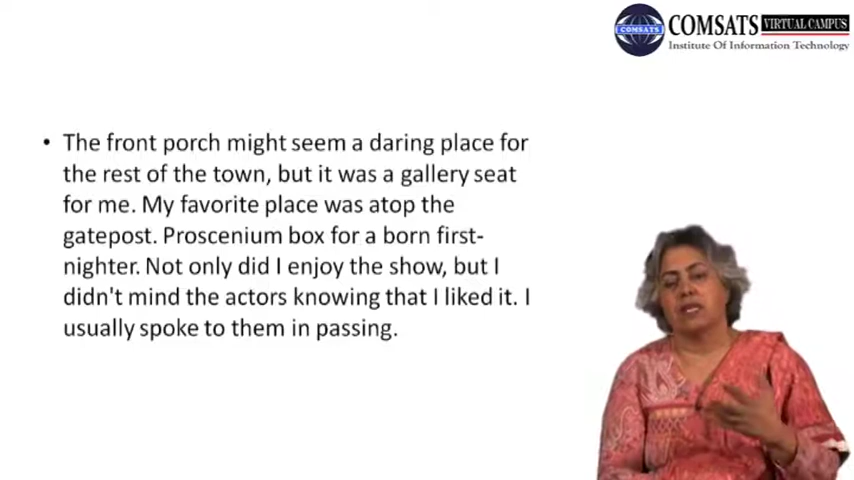 COMSATS
COMSATS VIRTUAL CAMPUS
Institute Of Information Technology
• The front porch might seem a daring place for
the rest of the town, but it was a gallery seat
for me. My favorite place was atop the
gatepost. Proscenium box for a born first-
nighter. Not only did I enjoy the show, but I
didn't mind the actors knowing that I liked it. I
usually spoke to them in passing.